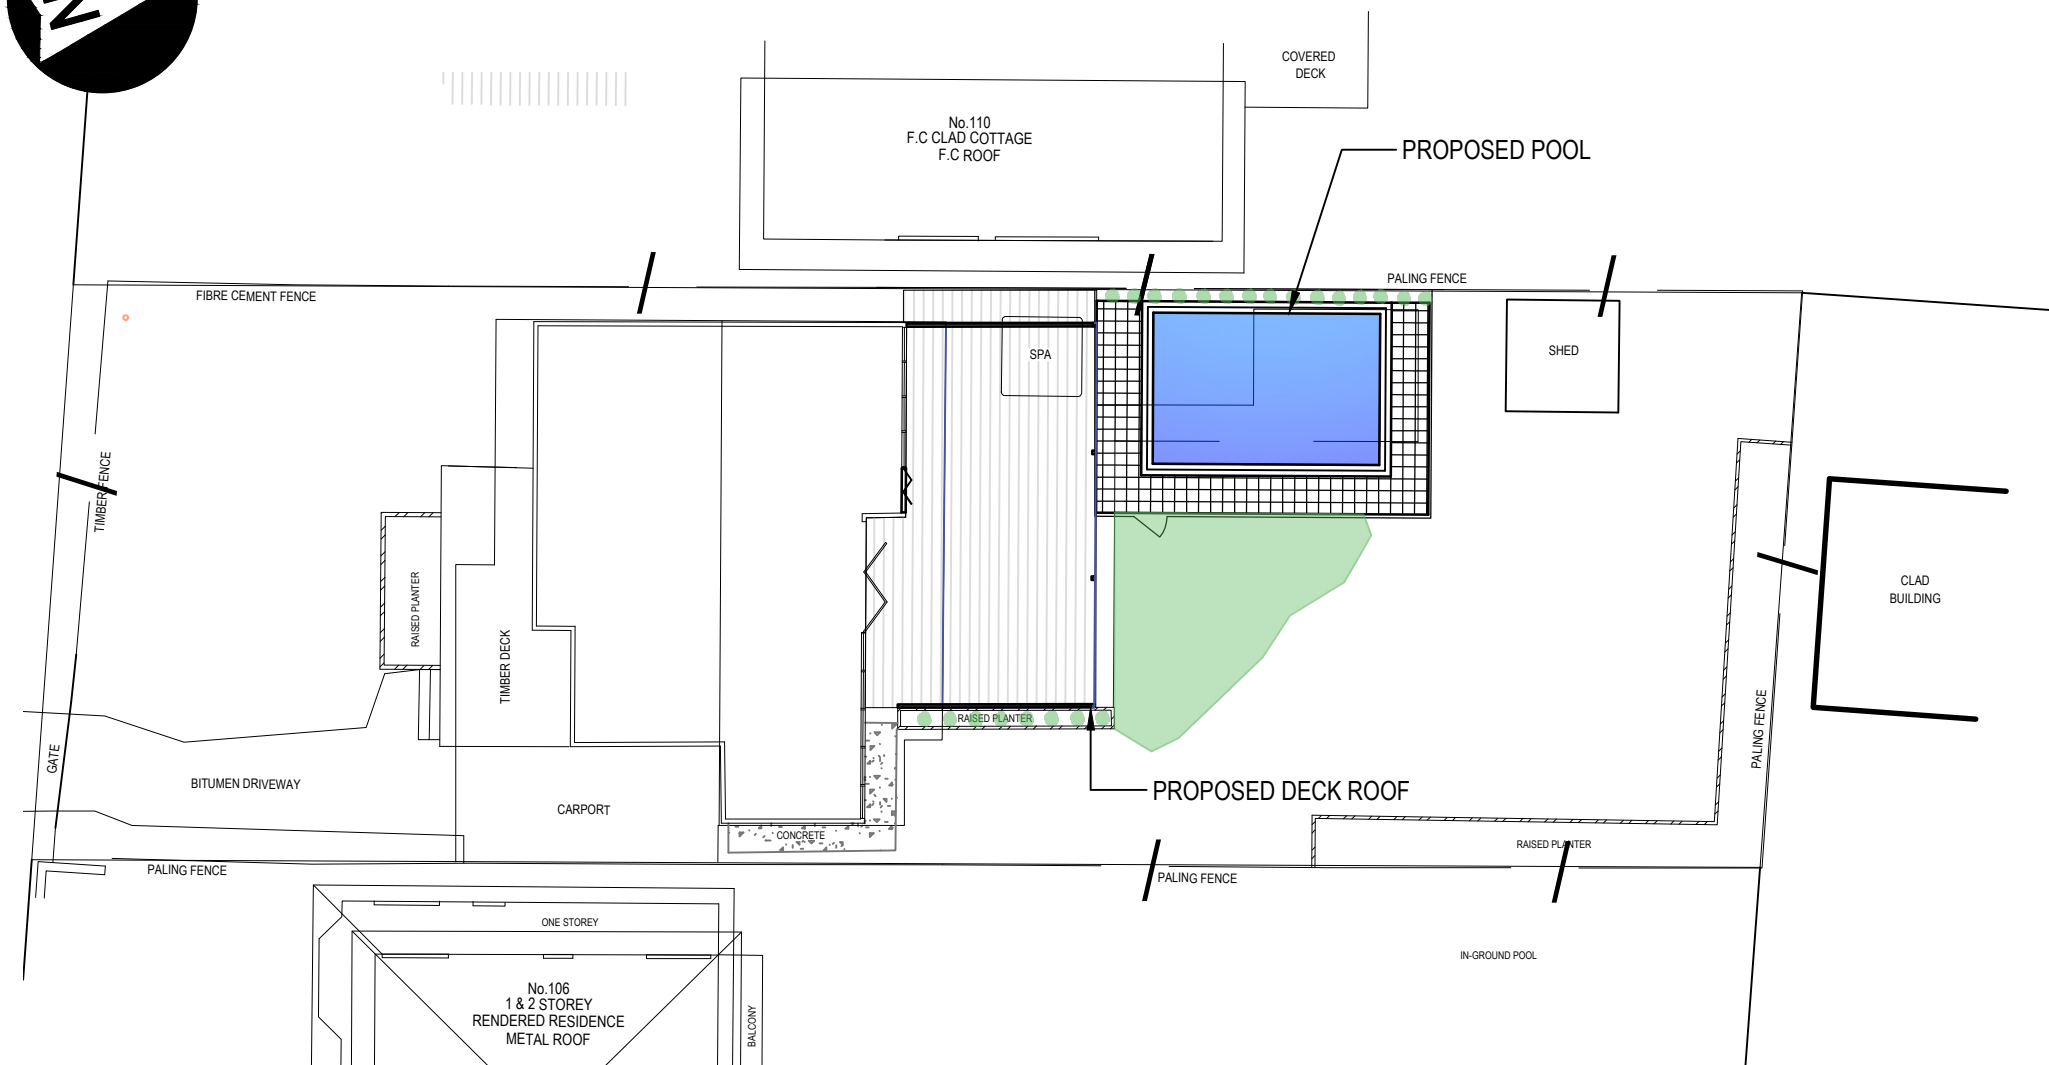 N
COVERED
DECK
No.110
F.C CLAD COTTAGE
F.C ROOF
PROPOSED POOL
PALING FENCE
FIBRE CEMENT FENCE
SPA
SHED
TIMBER FENCE
RAISED PLANTER
TIMBER DECK
CLAD
BUILDING
RAISED PLANTER
PALING FENCE
GATE
BITUMEN DRIVEWAY
CARPORT
PROPOSED DECK ROOF
CONCRETE
RAISED PLANTER
PALING FENCE
PALING FENCE
ONE STOREY
IN-GROUND POOL
No.106
1 & 2 STOREY
RENDERED RESIDENCE
METAL ROOF
BALCONY